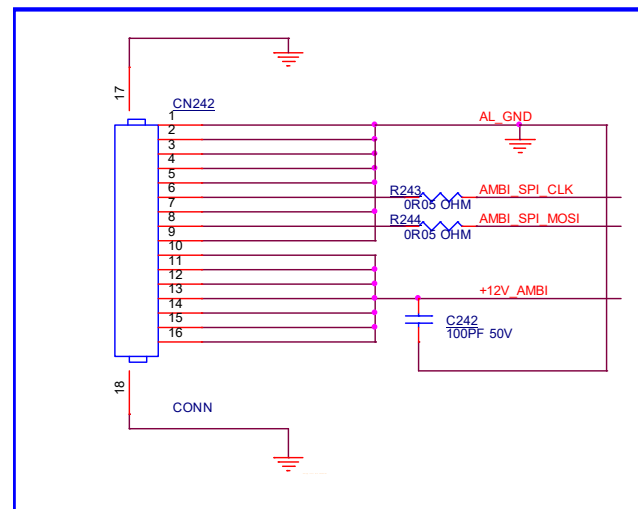 17
CN242
1
AL_GND
2
3
4
5
6
R243
AMBI_SPI_CLK
0R05 OHM
7
8
R244
AMBI_SPI_MOSI
0R05 OHM
9
10
11
12
13
+12V_AMBI
14
15
C242
100PF 50V
16
18
CONN